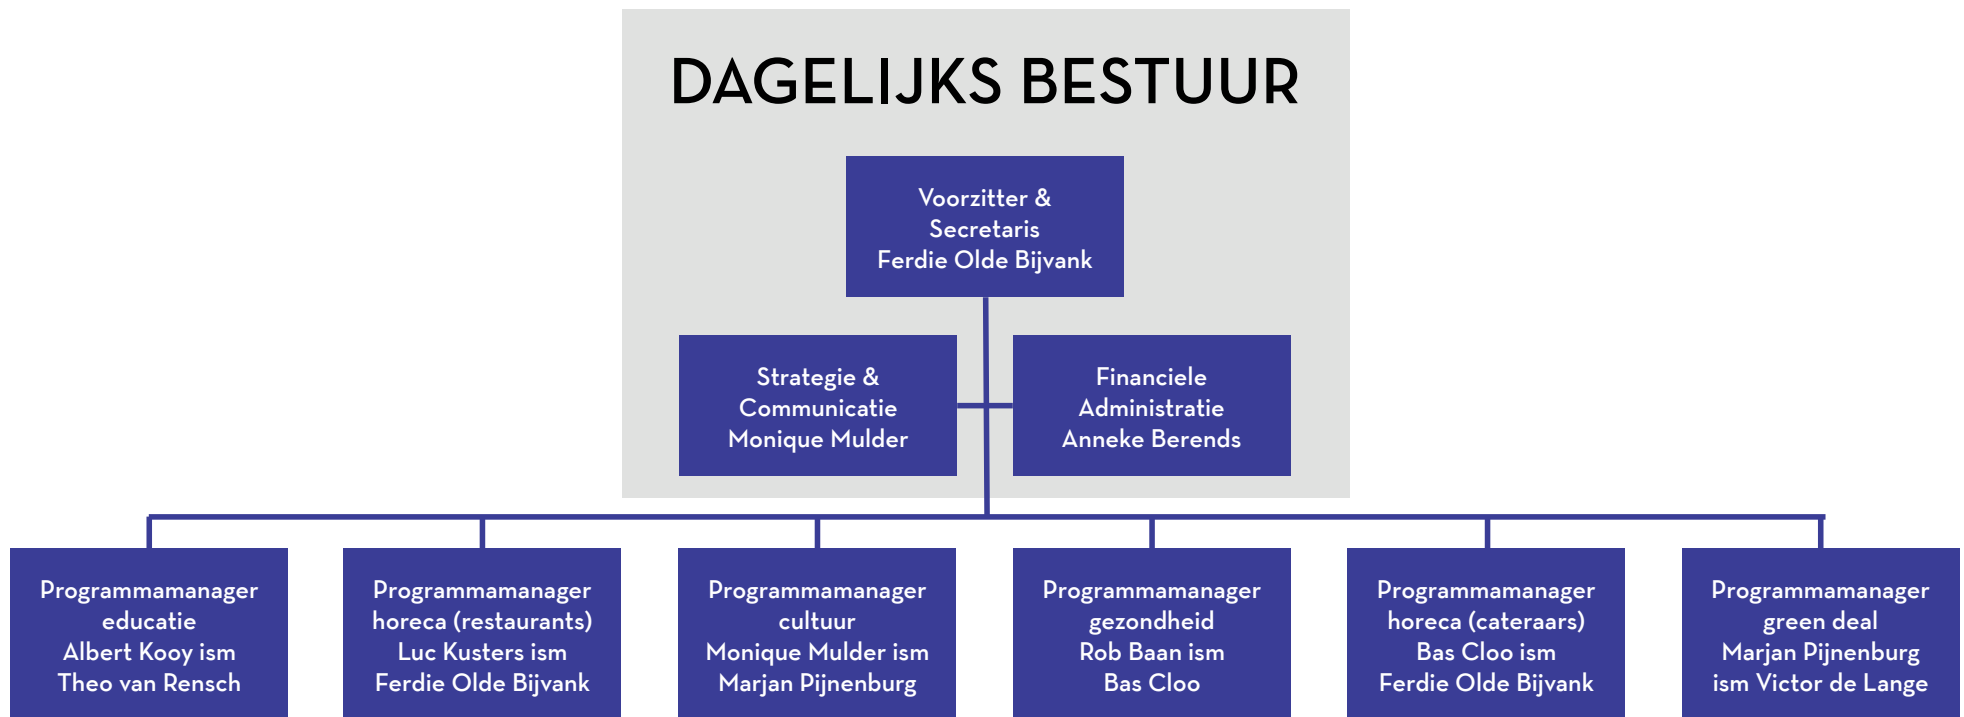 DAGELIJKS BESTUUR
Voorzitter &
Secretaris
Ferdie Olde Bijvank
Strategie &
Communicatie
Monique Mulder
Financiele
Administratie
Anneke Berends
Programmamanager
educatie
Albert Kooy ism
Theo van Rensch
Programmamanager
horeca (restaurants)
Luc Kusters ism
Ferdie Olde Bijvank
Programmamanager
cultuur
Monique Mulder ism
Marjan Pijnenburg
Programmamanager
gezondheid
Rob Baan ism
Bas Cloo
Programmamanager
horeca (cateraars)
Bas Cloo ism
Ferdie Olde Bijvank
Programmamanager
green deal
Marjan Pijnenburg
ism Victor de Lange